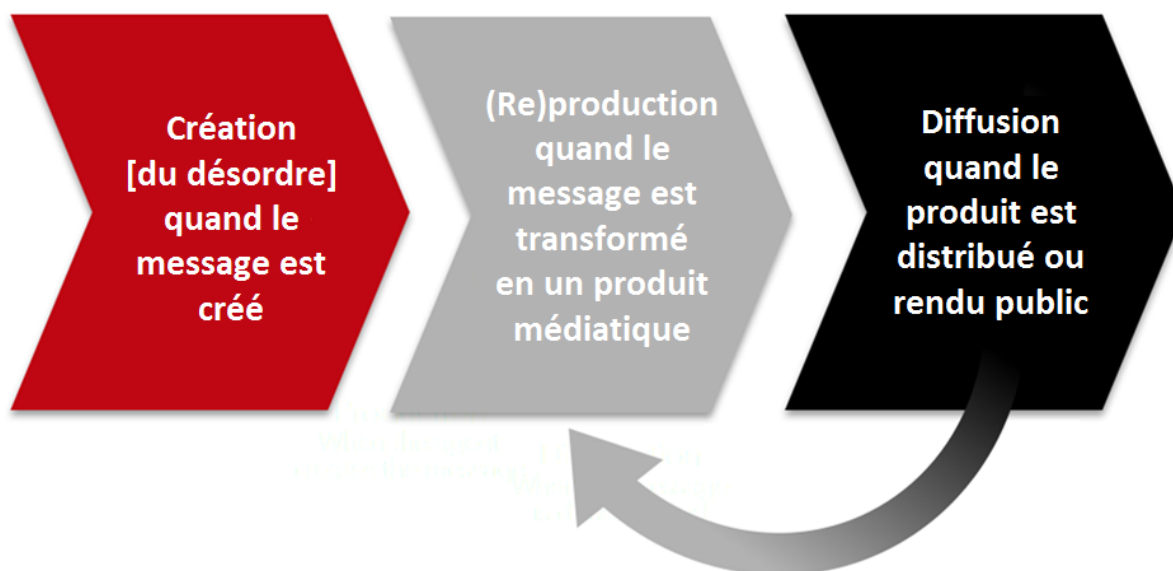 Création
[du désordre]
quand le
message est
créé
(Re)production
quand le
message est
transformé
en un produit
médiatique
Diffusion
quand le
produit est
distribué ou
rendu public